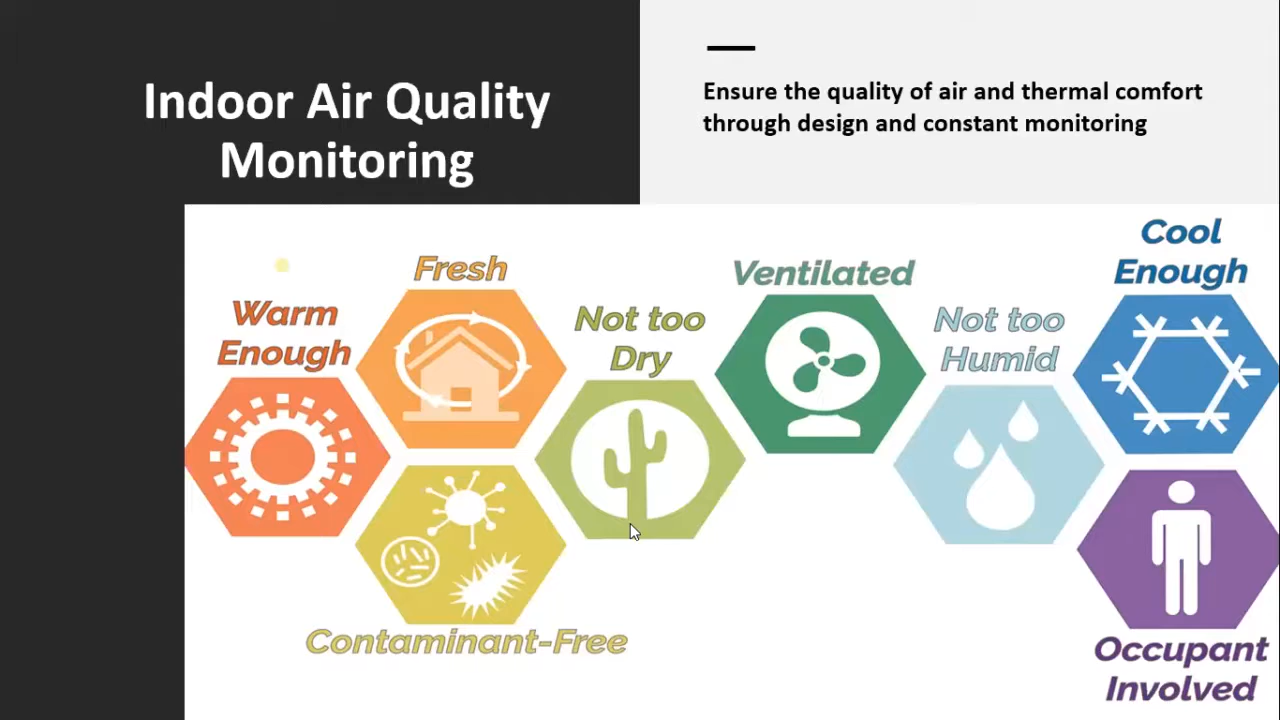 Indoor Air Quality
Monitoring
Ensure the quality of air and thermal comfort
through design and constant monitoring
Warm
Enough
Fresh
Not too
Dry
Ventilated
Not too
Humid
Cool
Enough
Contaminant-Free
Occupant
Involved